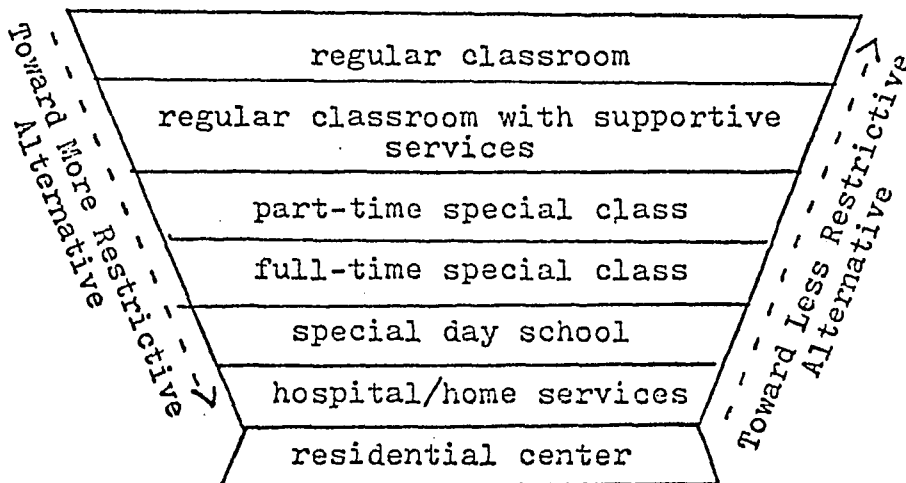 regular classroom
regular classroom with supportive
services
part-time special class
full-time special class
special day school
hospital/home services
residential center
Toward More Restrictive
Alternative
Toward Less Restrictive
Alternative